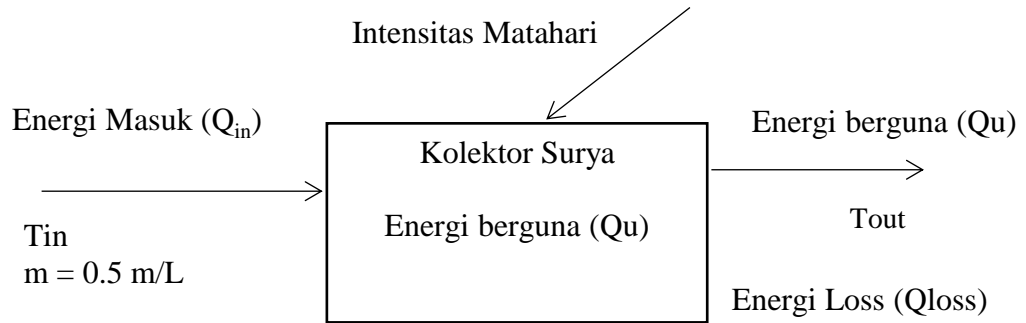 Intensitas Matahari
Energi Masuk (Qin)
Energi berguna (Qu)
Kolektor Surya
Energi berguna (Qu)
Tin
m = 0.5 m/L
Tout
Energi Loss (Qloss)